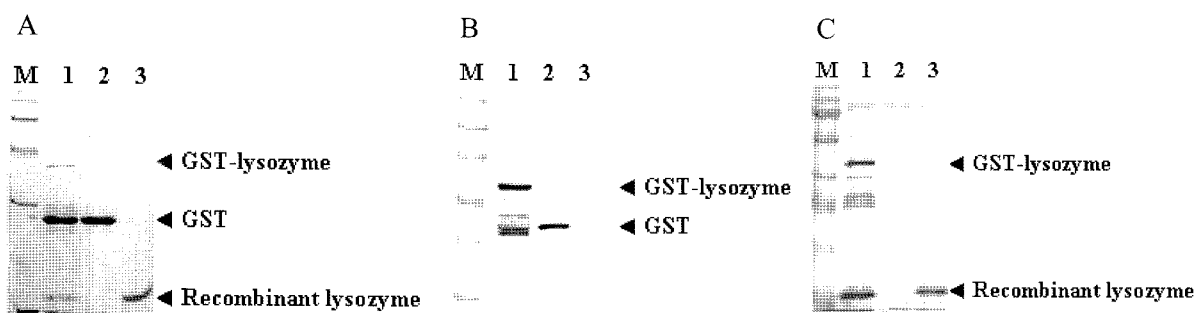 A
M 1 2 3
◄ GST-lysozyme
◄ GST
◄ Recombinant lysozyme
B
M 1 2 3
◄ GST-lysozyme
◄ GST
C
M 1 2 3
◄ GST-lysozyme
◄ Recombinant lysozyme